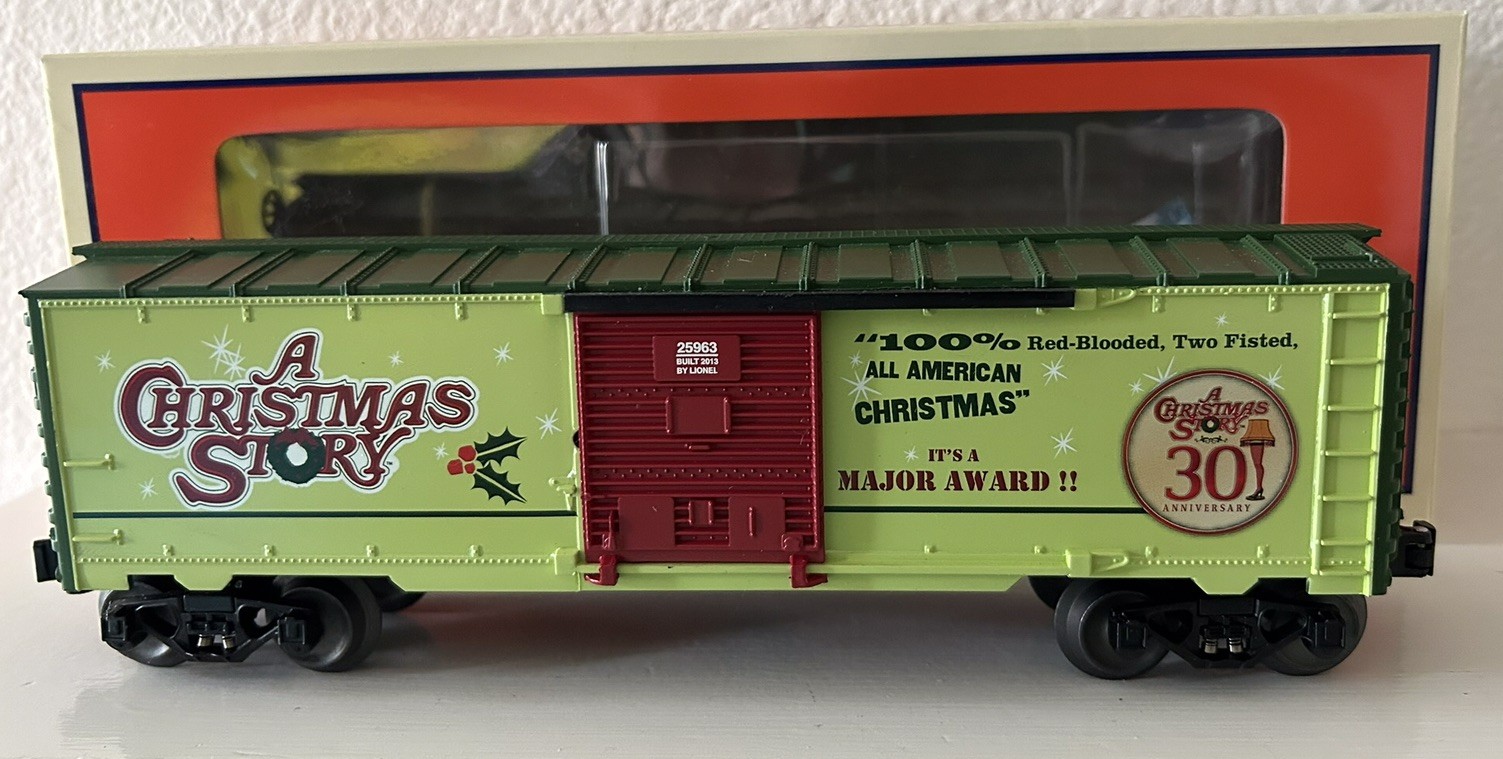 A
CHRISTMAS
STORY
25963
BUILT 2013
BY LIONEL
"100% Red-Blooded, Two Fisted,
ALL AMERICAN
CHRISTMAS"
IT'S A
MAJOR AWARD !!
A
CHRISTMAS
STORY
30
ANNIVERSARY